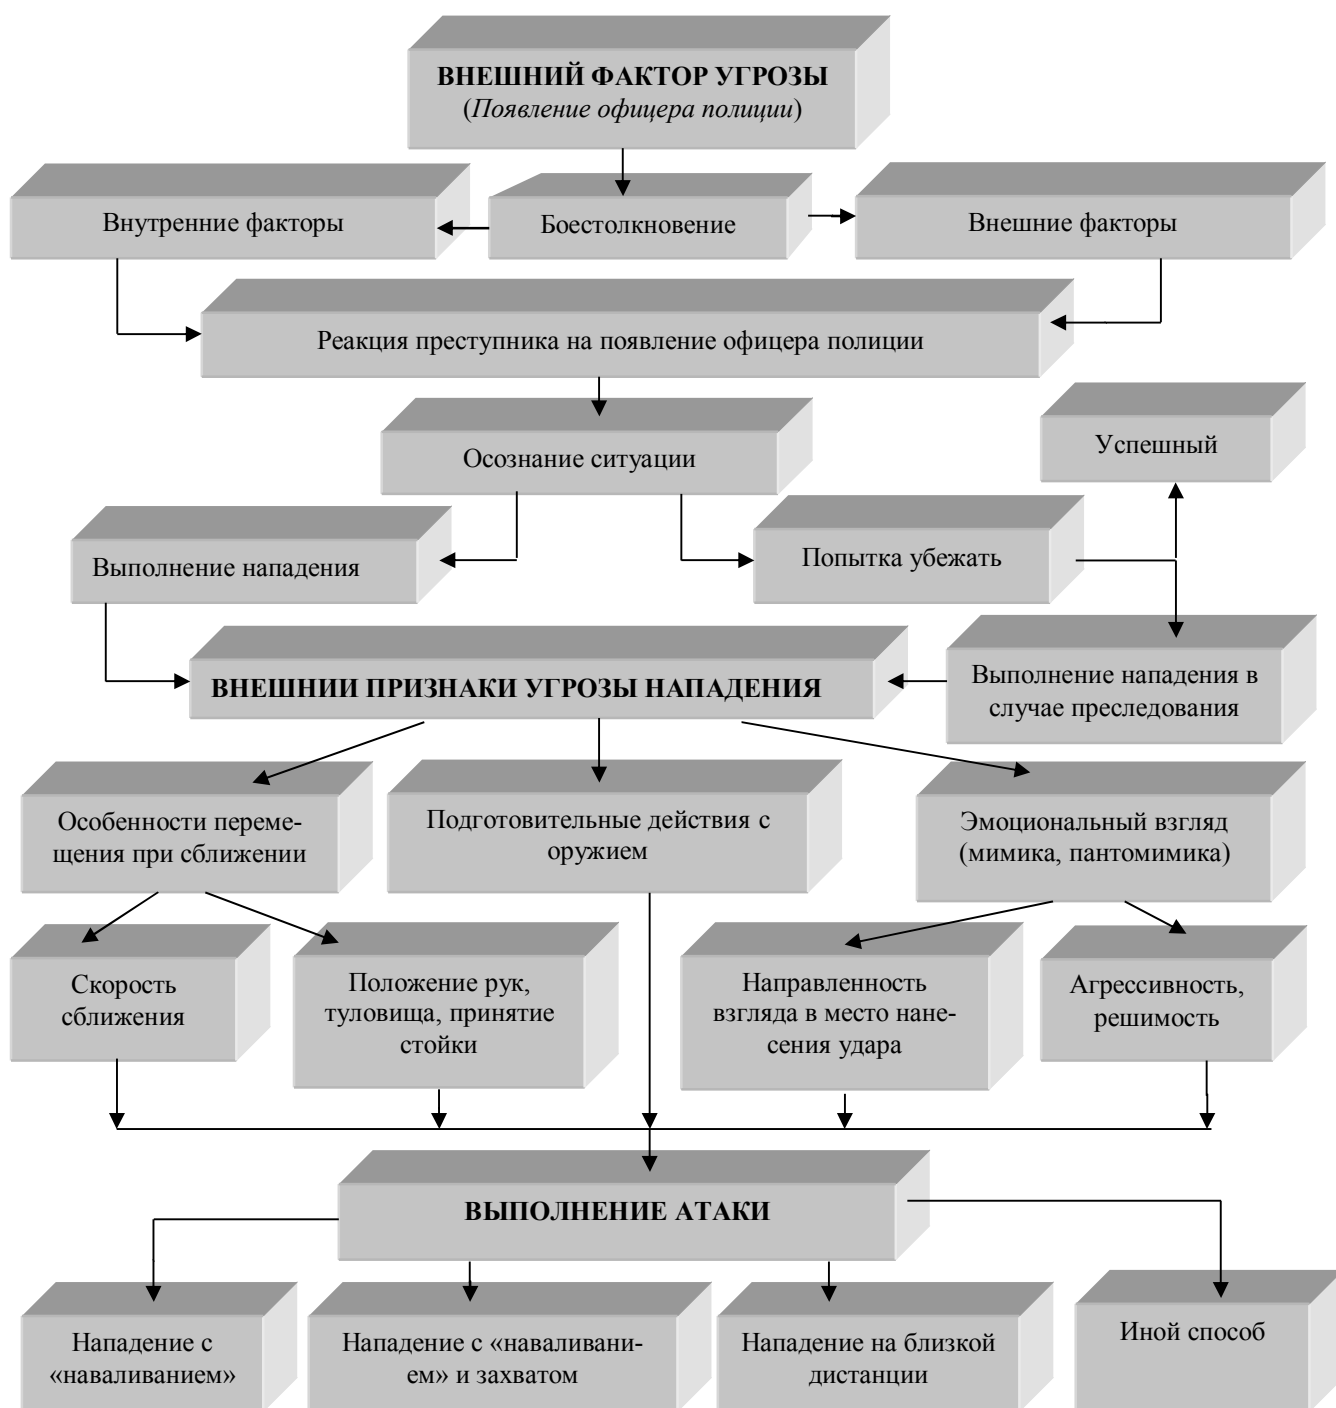 ВНЕШНИЙ ФАКТОР УГРОЗЫ
(Появление офицера полиции)
Внутренние факторы
Боестолкновение
Внешние факторы
Реакция преступника на появление офицера полиции
Осознание ситуации
Успешный
Выполнение нападения
Попытка убежать
ВНЕШНИИ ПРИЗНАКИ УГРОЗЫ НАПАДЕНИЯ
Выполнение нападения в
случае преследования
Особенности переме-
щения при сближении
Подготовительные действия с
оружием
Эмоциональный взгляд
(мимика, пантомимика)
Скорость
сближения
Положение рук,
туловища, принятие
стойки
Направленность
взгляда в место нане-
сения удара
Агрессивность,
решимость
ВЫПОЛНЕНИЕ АТАКИ
Нападение с
«наваливанием»
Нападение с «наваливани-
ем» и захватом
Нападение на близкой
дистанции
Иной способ